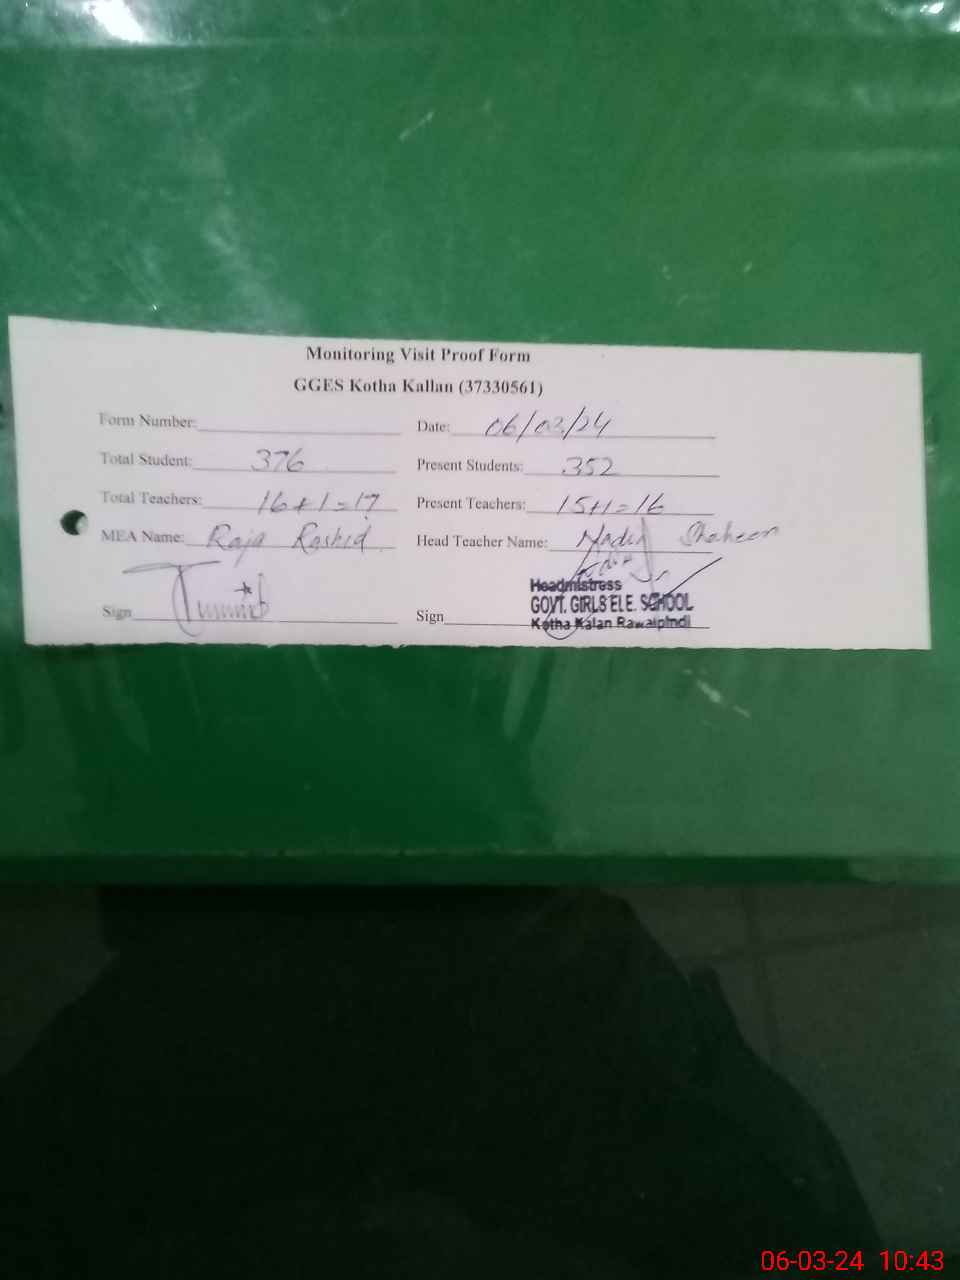 Monitoring Visit Proof Form
GGES Kotha Kallan (37330561)
Form Number: Date: 06/03/24
Total Student: 376 Present Students: 352
Total Teachers: 16+1=17 Present Teachers: 15+1=16
MEA Name: Raja Rashid Head Teacher Name: Nadia Shaheen
Sign Sign
Headmistress
GOVT. GIRLS ELE. SCHOOL
Kotha Kalan Rawalpindi
06-03-24 10:43